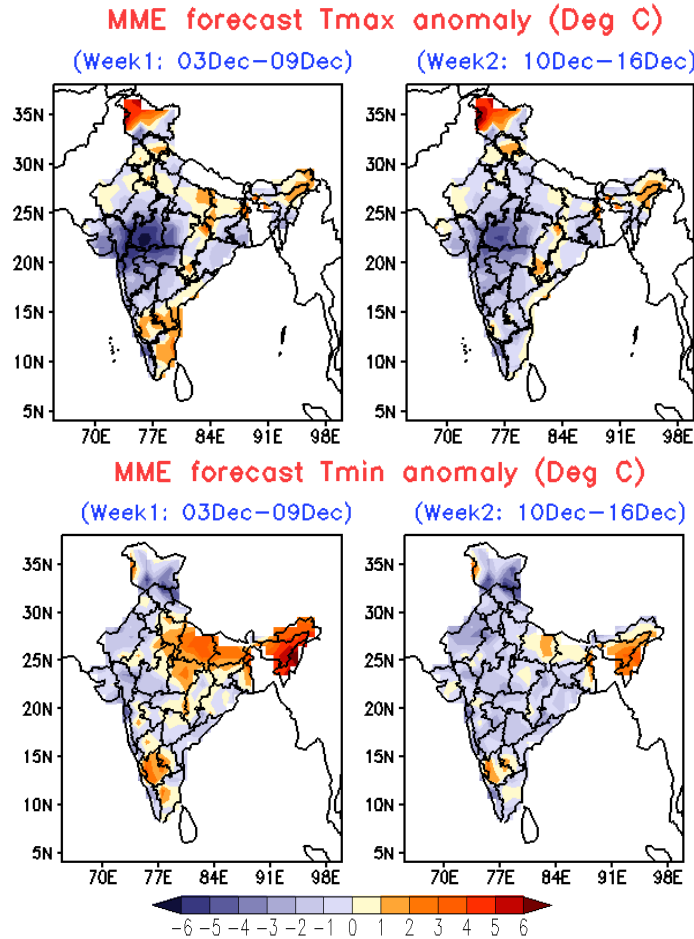 MME forecast Tmax anomaly (Deg C)
(Week1: 03Dec−09Dec) (Week2: 10Dec−16Dec)
35N 35N
30N 30N
25N 25N
20N 20N
15N 15N
10N 10N
5N 5N
70E 77E 84E 91E 98E 70E 77E 84E 91E 98E
MME forecast Tmin anomaly (Deg C)
(Week1: 03Dec−09Dec) (Week2: 10Dec−16Dec)
35N 35N
30N 30N
25N 25N
20N 20N
15N 15N
10N 10N
5N 5N
70E 77E 84E 91E 98E 70E 77E 84E 91E 98E
−6 −5 −4 −3 −2 −1 0 1 2 3 4 5 6